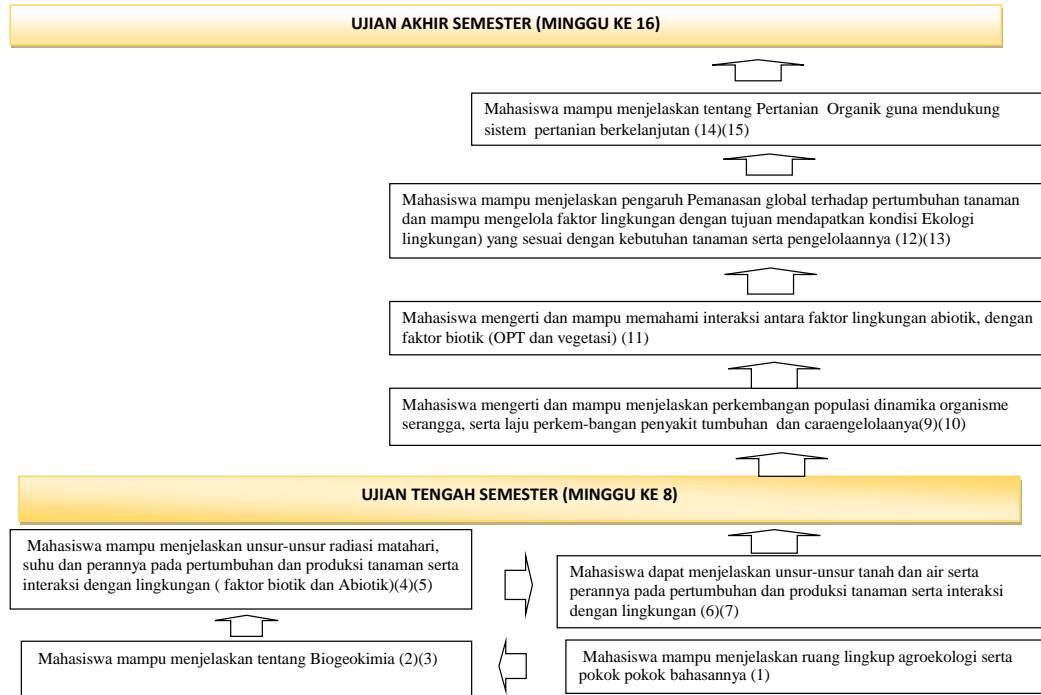 UJIAN AKHIR SEMESTER (MINGGU KE 16)
Mahasiswa mampu menjelaskan tentang Pertanian Organik guna mendukung
sistem pertanian berkelanjutan (14)(15)
Mahasiswa mampu menjelaskan pengaruh Pemanasan global terhadap pertumbuhan tanaman
dan mampu mengelola faktor lingkungan dengan tujuan mendapatkan kondisi Ekologi
lingkungan) yang sesuai dengan kebutuhan tanaman serta pengelolaannya (12)(13)
Mahasiswa mengerti dan mampu memahami interaksi antara faktor lingkungan abiotik, dengan
faktor biotik (OPT dan vegetasi) (11)
Mahasiswa mengerti dan mampu menjelaskan perkembangan populasi dinamika organisme
serangga, serta laju perkem-bangan penyakit tumbuhan dan caraengelolaanya(9)(10)
UJIAN TENGAH SEMESTER (MINGGU KE 8)
Mahasiswa mampu menjelaskan unsur-unsur radiasi matahari,
suhu dan perannya pada pertumbuhan dan produksi tanaman serta
interaksi dengan lingkungan ( faktor biotik dan Abiotik)(4)(5)
Mahasiswa dapat menjelaskan unsur-unsur tanah dan air serta
perannya pada pertumbuhan dan produksi tanaman serta interaksi
dengan lingkungan (6)(7)
Mahasiswa mampu menjelaskan tentang Biogeokimia (2)(3)
Mahasiswa mampu menjelaskan ruang lingkup agroekologi serta
pokok pokok bahasannya (1)